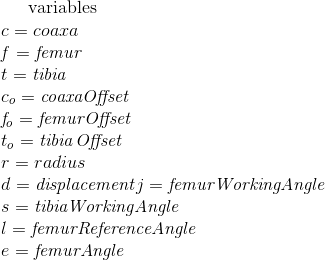 variables
c = coaxa
f = femur
t = tibia
c_o = coaxaOffset
f_o = femurOffset
t_o = tibia Offset
r = radius
d = displacement j = femurWorkingAngle
s = tibiaWorkingAngle
l = femurReferenceAngle
e = femurAngle